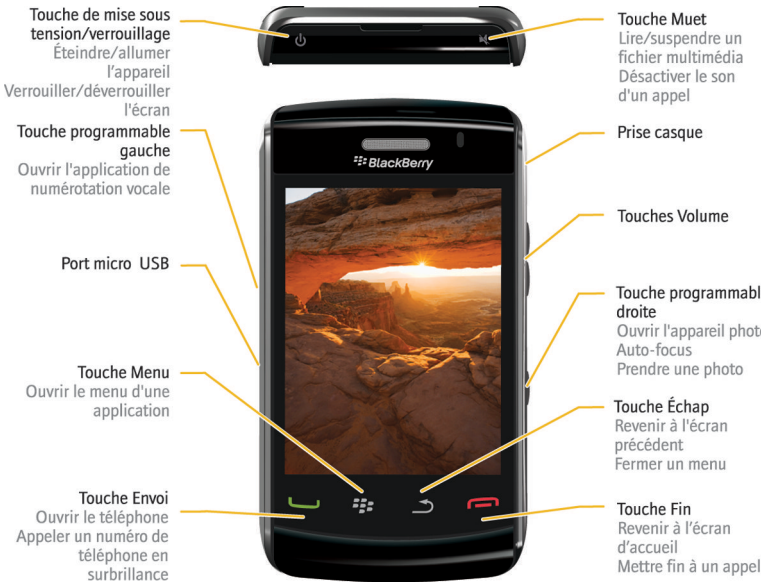 Touche de mise sous
tension/verrouillage
Éteindre/allumer
l'appareil
Verrouiller/déverrouiller
l'écran
Touche programmable
gauche
Ouvrir l'application de
numérotation vocale
Port micro USB
Touche Menu
Ouvrir le menu d'une
application
Touche Envoi
Ouvrir le téléphone
Appeler un numéro de
téléphone en
surbrillance
BlackBerry
Touche Muet
Lire/suspendre un
fichier multimédia
Désactiver le son
d'un appel
Prise casque
Touches Volume
Touche programmabl
droite
Ouvrir l'appareil photo
Auto-focus
Prendre une photo
Touche Échap
Revenir à l'écran
précédent
Fermer un menu
Touche Fin
Revenir à l’écran
d’accueil
Mettre fin à un appel